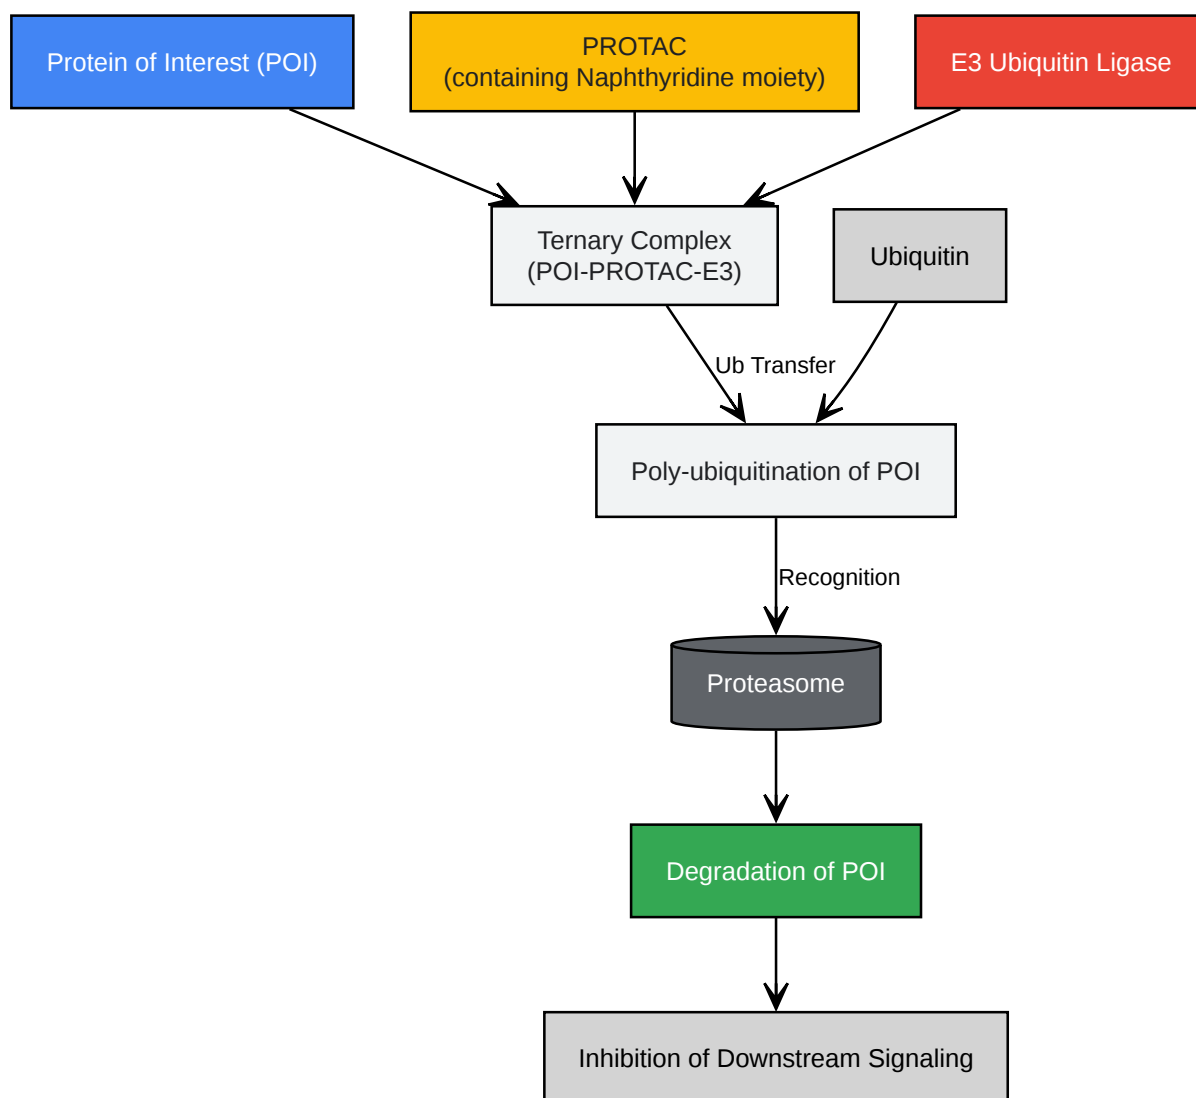 Protein of Interest (POI)
PROTAC
(containing Naphthyridine moiety)
E3 Ubiquitin Ligase
Ternary Complex
(POI-PROTAC-E3)
Ubiquitin
Ub Transfer
Poly-ubiquitination of POI
Recognition
Proteasome
Degradation of POI
Inhibition of Downstream Signaling